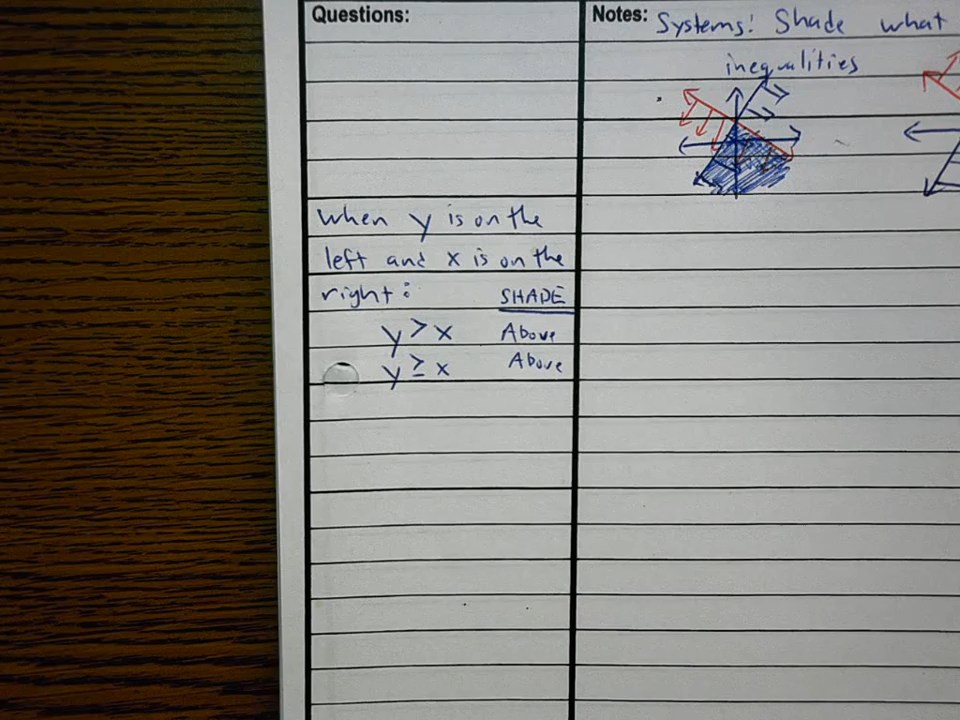 Questions:
Notes: Systems: Shade what
inequalities
when y is on the
left and x is on the
right: SHADE
y > x Above
y ≥ x Above